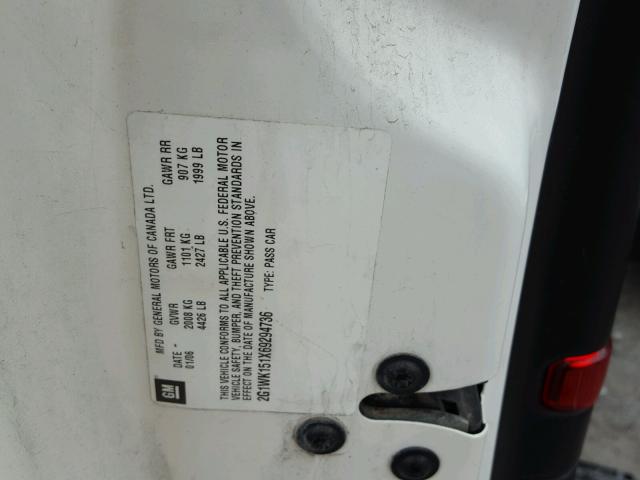 GM
MFD BY GENERAL MOTORS OF CANADA LTD.
DATE GVWR GAWR FRT GAWR RR
01/06 2008 KG 1101 KG 907 KG
4426 LB 2427 LB 1999 LB
THIS VEHICLE CONFORMS TO ALL APPLICABLE U.S. FEDERAL MOTOR
VEHICLE SAFETY, BUMPER, AND THEFT PREVENTION STANDARDS IN
EFFECT ON THE DATE OF MANUFACTURE SHOWN ABOVE.
2G1WK151X69294736 TYPE: PASS CAR